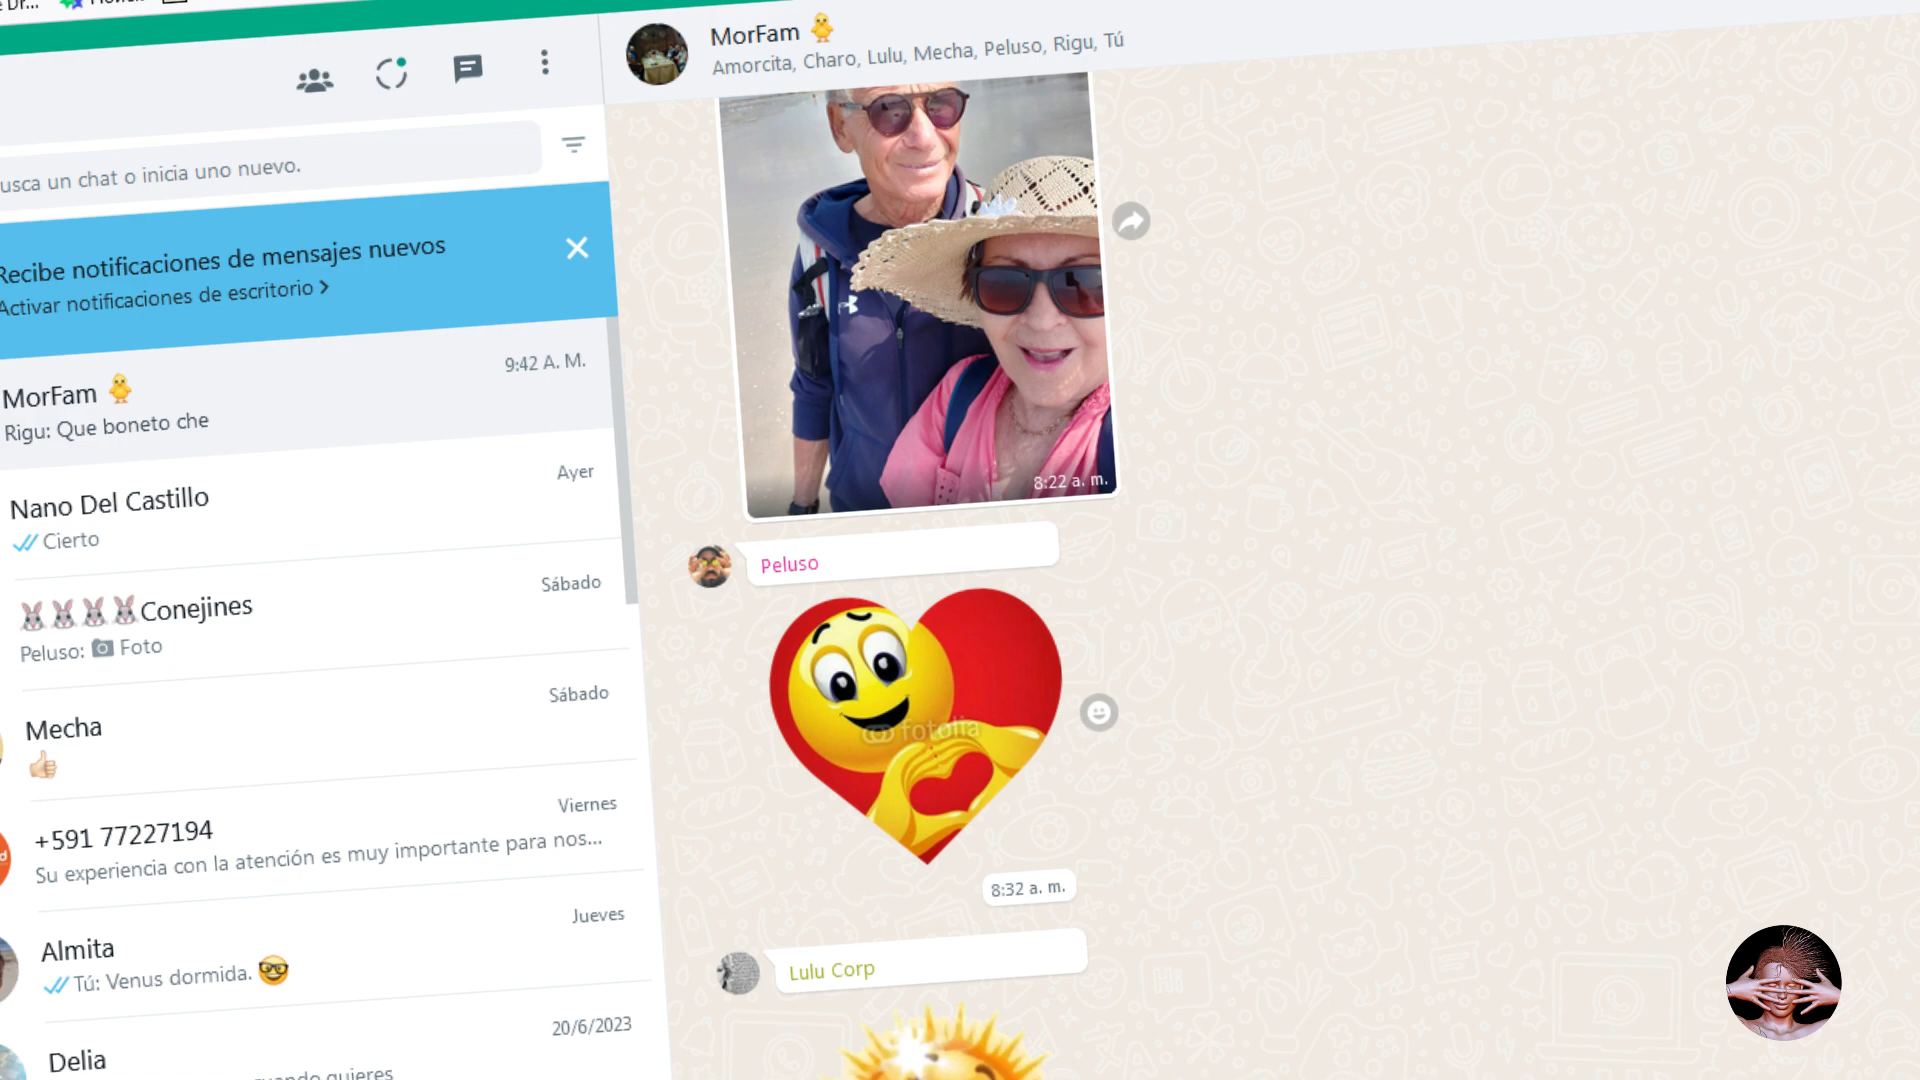 MorFam
Amorcita, Charo, Lulu, Mecha, Peluso, Rigu, Tú
usca un chat o inicia uno nuevo.
Recibe notificaciones de mensajes nuevos
Activar notificaciones de escritorio >
MorFam
9:42 A. M.
Rigu: Que boneto che
Nano Del Castillo
Ayer
Cierto
Conejines
Sábado
Peluso: Foto
Mecha
Sábado
+591 77227194
Viernes
Su experiencia con la atención es muy importante para nos...
Almita
Jueves
Tú: Venus dormida.
Delia
20/6/2023
quieres
8:22 a. m.
Peluso
fotolia
8:32 a. m.
Lulu Corp